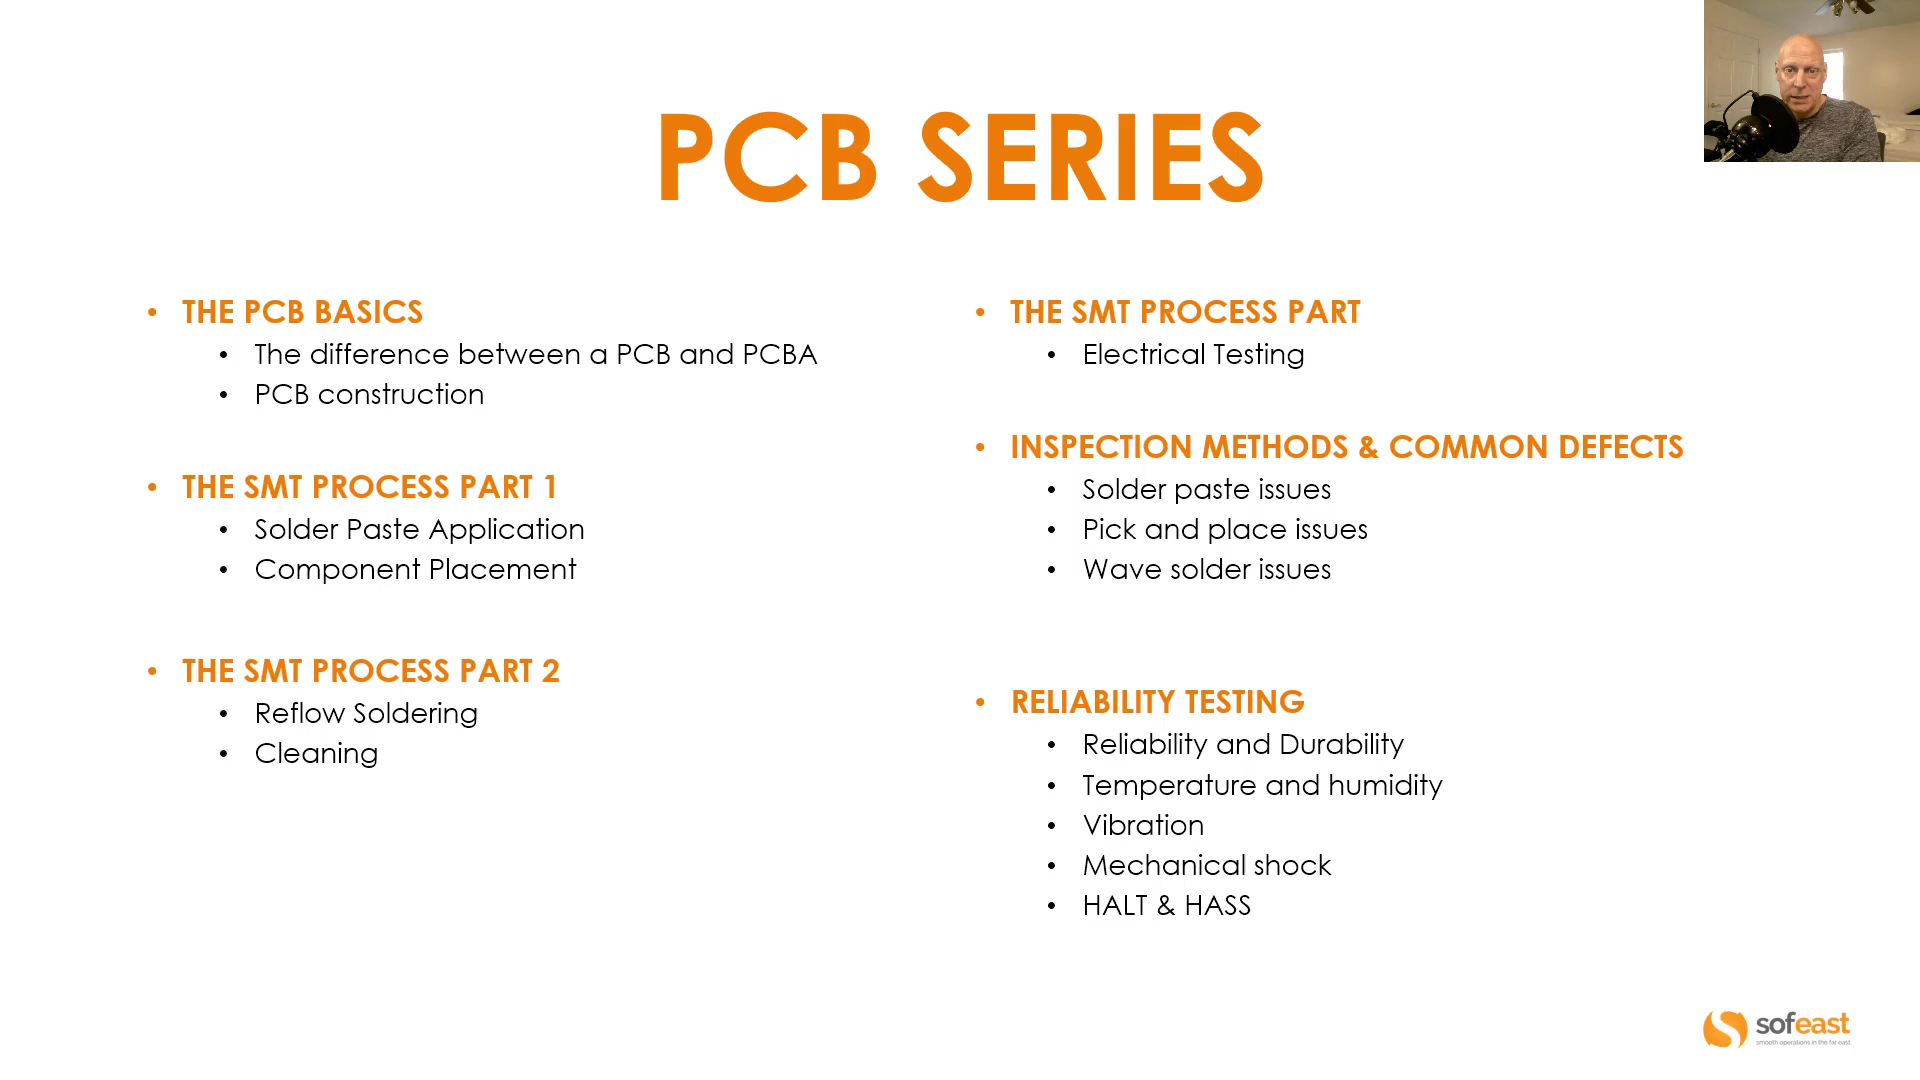 PCB SERIES
• THE PCB BASICS
• The difference between a PCB and PCBA
• PCB construction
• THE SMT PROCESS PART 1
• Solder Paste Application
• Component Placement
• THE SMT PROCESS PART 2
• Reflow Soldering
• Cleaning
• THE SMT PROCESS PART
• Electrical Testing
• INSPECTION METHODS & COMMON DEFECTS
• Solder paste issues
• Pick and place issues
• Wave solder issues
• RELIABILITY TESTING
• Reliability and Durability
• Temperature and humidity
• Vibration
• Mechanical shock
• HALT & HASS
sofeast
smooth operations in the far east